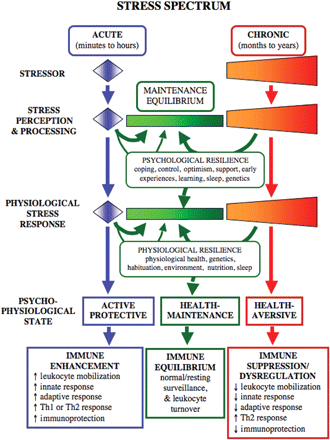 STRESS SPECTRUM
ACUTE
(minutes to hours)
CHRONIC
(months to years)
STRESSOR
MAINTENANCE
EQUILIBRIUM
STRESS
PERCEPTION
& PROCESSING
PSYCHOLOGICAL RESILIENCE
coping, control, optimism, support, early
experiences, learning, sleep, genetics
PHYSIOLOGICAL
STRESS
RESPONSE
PHYSIOLOGICAL RESILIENCE
physiological health, genetics,
habituation, environment, nutrition, sleep
PSYCHO-
PHYSIOLOGICAL
STATE
ACTIVE
PROTECTIVE
HEALTH-
MAINTENANCE
HEALTH-
AVERSIVE
IMMUNE
ENHANCEMENT
↑ leukocyte mobilization
↑ innate response
↑ adaptive response
↑ Th1 or Th2 response
↑ immunoprotection
IMMUNE
EQUILIBRIUM
normal/resting
surveillance,
& leukocyte
turnover
IMMUNE
SUPPRESSION/
DYSREGULATION
↓ leukocyte mobilization
↓ innate response
↓ adaptive response
↑ Th2 response
↓ immunoprotection